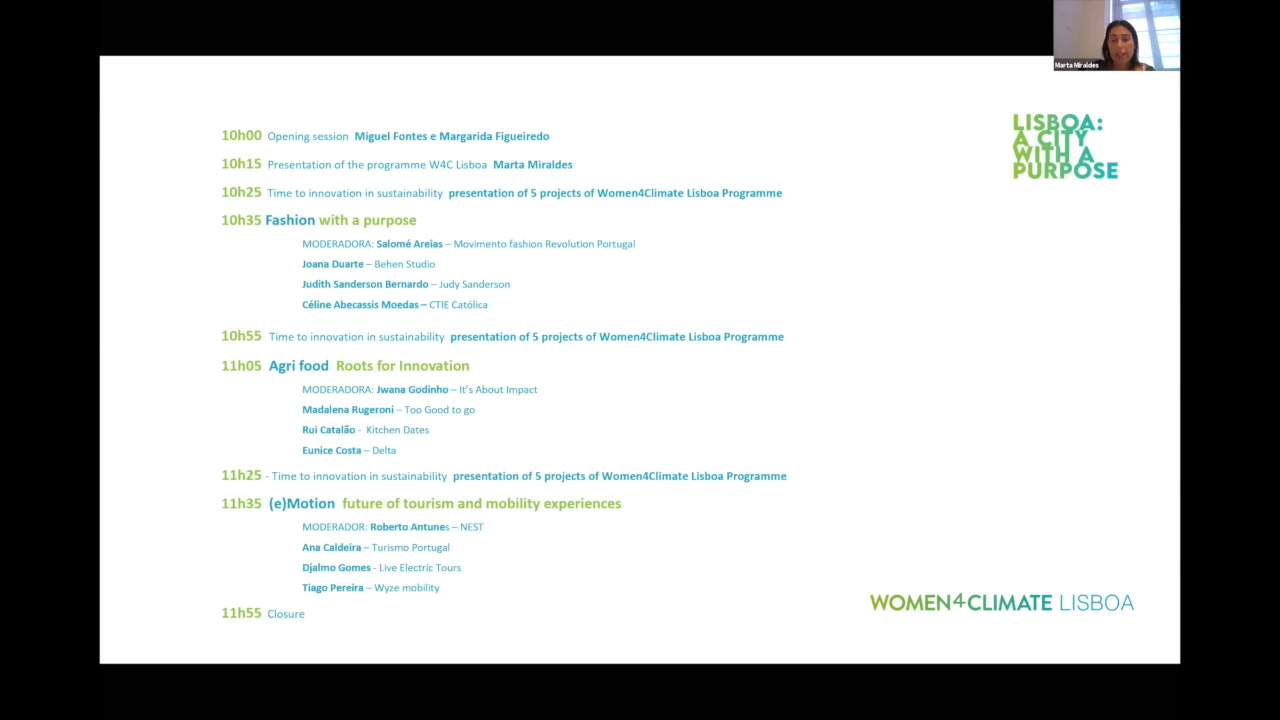 Marta Miraldes
LISBOA:
A CITY
WITH A
PURPOSE
10h00 Opening session Miguel Fontes e Margarida Figueiredo
10h15 Presentation of the programme W4C Lisboa Marta Miraldes
10h25 Time to innovation in sustainability presentation of 5 projects of Women4Climate Lisboa Programme
10h35 Fashion with a purpose
MODERADORA: Salomé Areias – Movimento fashion Revolution Portugal
Joana Duarte – Behen Studio
Judith Sanderson Bernardo – Judy Sanderson
Céline Abecassis Moedas – CTIE Católica
10h55 Time to innovation in sustainability presentation of 5 projects of Women4Climate Lisboa Programme
11h05 Agri food Roots for Innovation
MODERADORA: Jwana Godinho – It's About Impact
Madalena Rugeroni – Too Good to go
Rui Catalão - Kitchen Dates
Eunice Costa – Delta
11h25 - Time to innovation in sustainability presentation of 5 projects of Women4Climate Lisboa Programme
11h35 (e)Motion future of tourism and mobility experiences
MODERADOR: Roberto Antunes – NEST
Ana Caldeira – Turismo Portugal
Djalmo Gomes - Live Electric Tours
Tiago Pereira – Wyze mobility
11h55 Closure
WOMEN4CLIMATE LISBOA